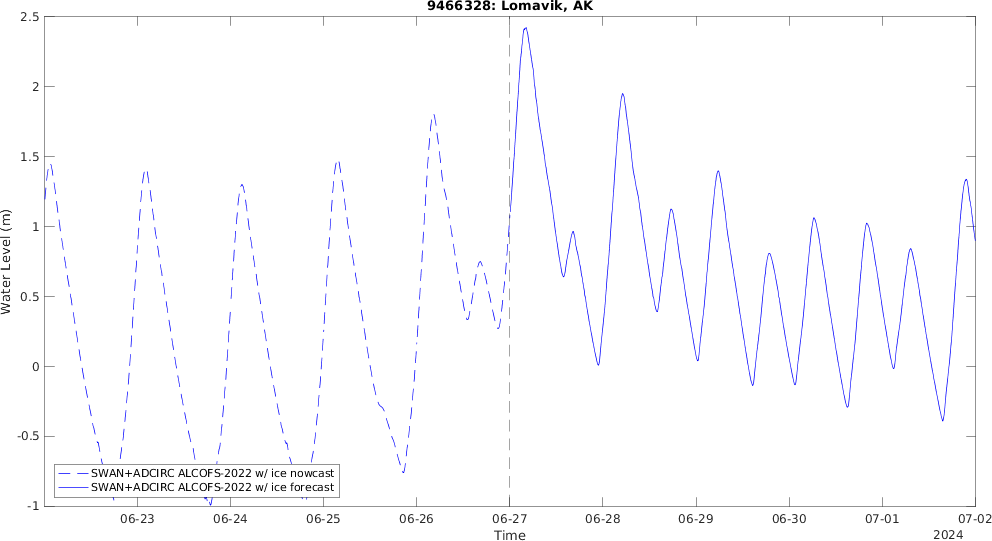 9466328: Lomavik, AK
2.5
2
1.5
1
0.5
0
-0.5
-1
Water Level (m)
SWAN+ADCIRC ALCOFS-2022 w/ ice nowcast
SWAN+ADCIRC ALCOFS-2022 w/ ice forecast
06-23 06-24 06-25 06-26 06-27 06-28 06-29 06-30 07-01 07-02
Time
2024